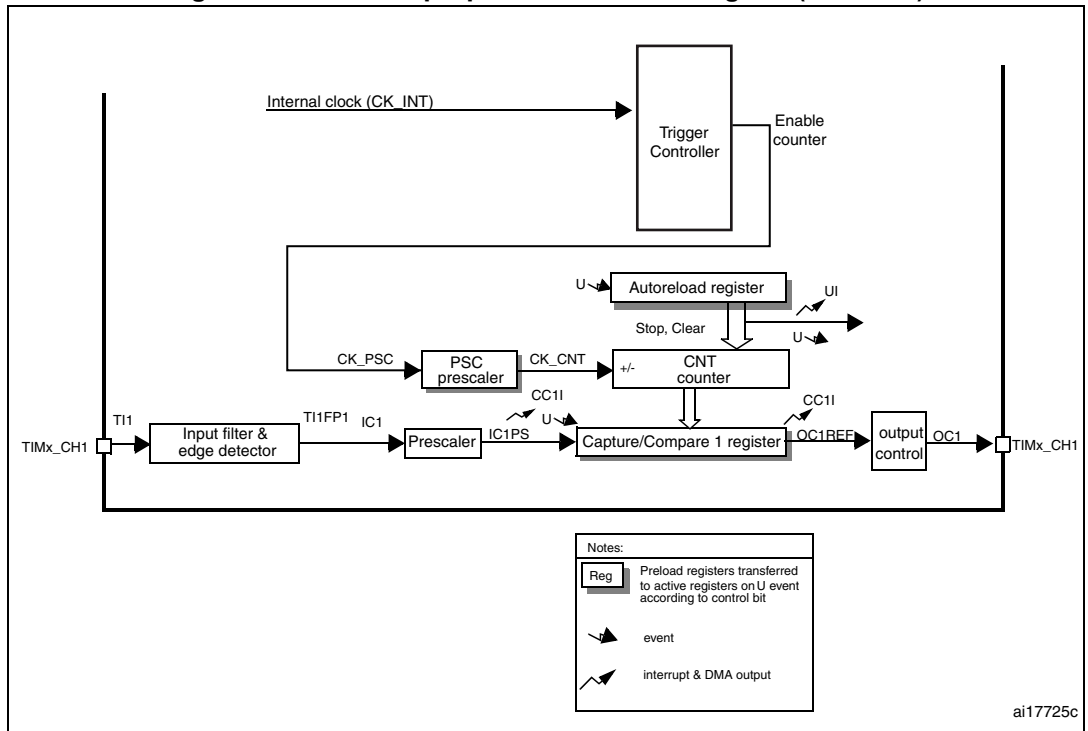 Internal clock (CK_INT)
Trigger
Controller
Enable
counter
U
Autoreload register
UI
Stop, Clear
U
CK_PSC
PSC
prescaler
CK_CNT
+/-
CNT
counter
CC1I
CC1I
U
TI1
TI1FP1
IC1
IC1PS
OC1REF
OC1
TIMx_CH1
Input filter &
edge detector
Prescaler
Capture/Compare 1 register
output
control
TIMx_CH1
Notes:
Reg
Preload registers transferred
to active registers on U event
according to control bit
event
interrupt & DMA output
ai17725c